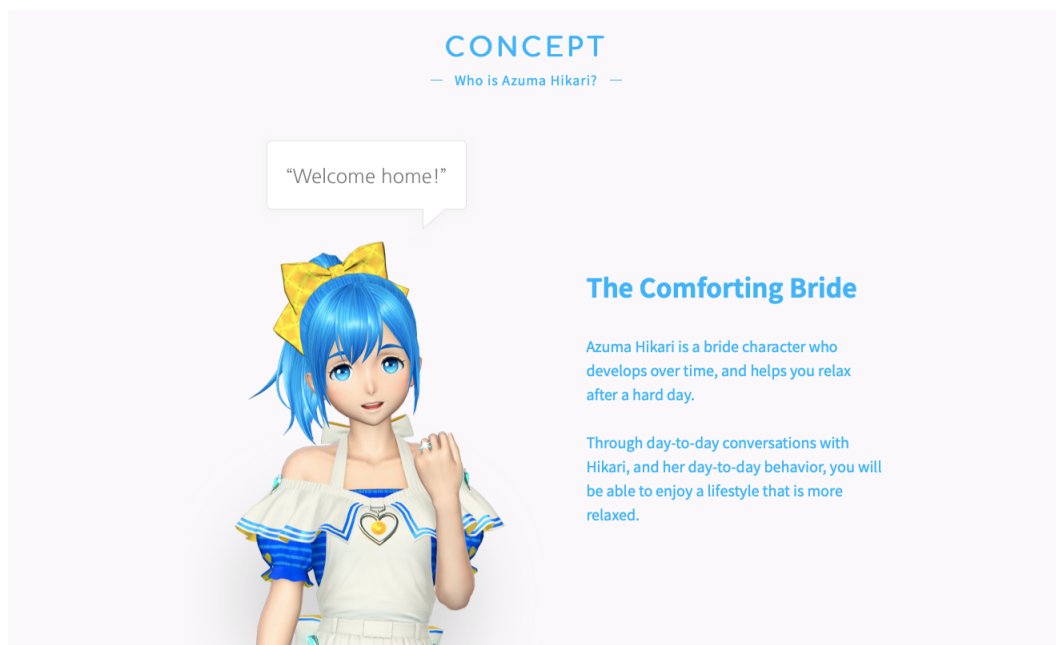 CONCEPT
Who is Azuma Hikari?
“Welcome home!”
The Comforting Bride
Azuma Hikari is a bride character who
develops over time, and helps you relax
after a hard day.
Through day-to-day conversations with
Hikari, and her day-to-day behavior, you will
be able to enjoy a lifestyle that is more
relaxed.